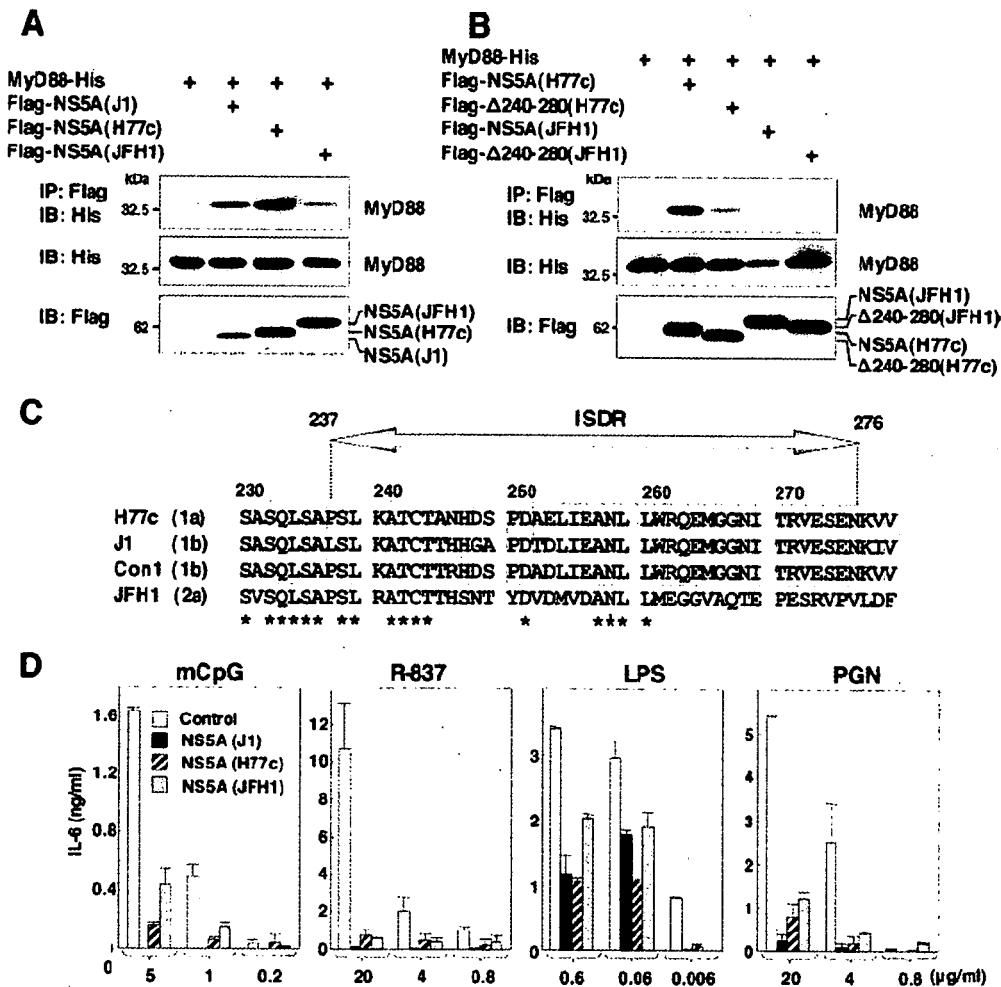 A
MyD88-His + + + +
Flag-NS5A(J1) +
Flag-NS5A(H77c) +
Flag-NS5A(JFH1) +
kDa
IP: Flag
IB: His
32.5
MyD88
IB: His
32.5
MyD88
IB: Flag
62
NS5A(JFH1)
NS5A(H77c)
NS5A(J1)
B
MyD88-His + + + + +
Flag-NS5A(H77c) +
Flag-Δ240-280(H77c) +
Flag-NS5A(JFH1) +
Flag-Δ240-280(JFH1) +
kDa
IP: Flag
IB: His
32.5
MyD88
IB: His
32.5
MyD88
IB: Flag
62
NS5A(JFH1)
Δ240-280(JFH1)
NS5A(H77c)
Δ240-280(H77c)
C
237 ISDR 276
230 240 250 260 270
H77c (1a) SASQLSAPSL KATCTANHDS PDAELIEANL LWRQEMGGNI TRVESENKVV
J1 (1b) SASQLSALSL KATCTTHHGA PDTDLIEANL LWRQEMGGNI TRVESENKIV
Con1 (1b) SASQLSAPSL KATCTTRHDS PDADLIEANL LWRQEMGGNI TRVESENKVV
JFH1 (2a) SVSQLSAPSL RATCTTHSNT YDVDMVDANL LMEGGVAQTE PESRVPVLDF
* ***** ** **** * *** *
D
mCpG R-837 LPS PGN
IL-6 (ng/ml)
1.6
1.2
0.8
0.4
0
Control
NS5A (J1)
NS5A (H77c)
NS5A (JFH1)
5 1 0.2
12
10
8
6
4
2
0
20 4 0.8
3
2
1
0
0.6 0.06 0.006
5
4
3
2
1
0
20 4 0.8 (μg/ml)